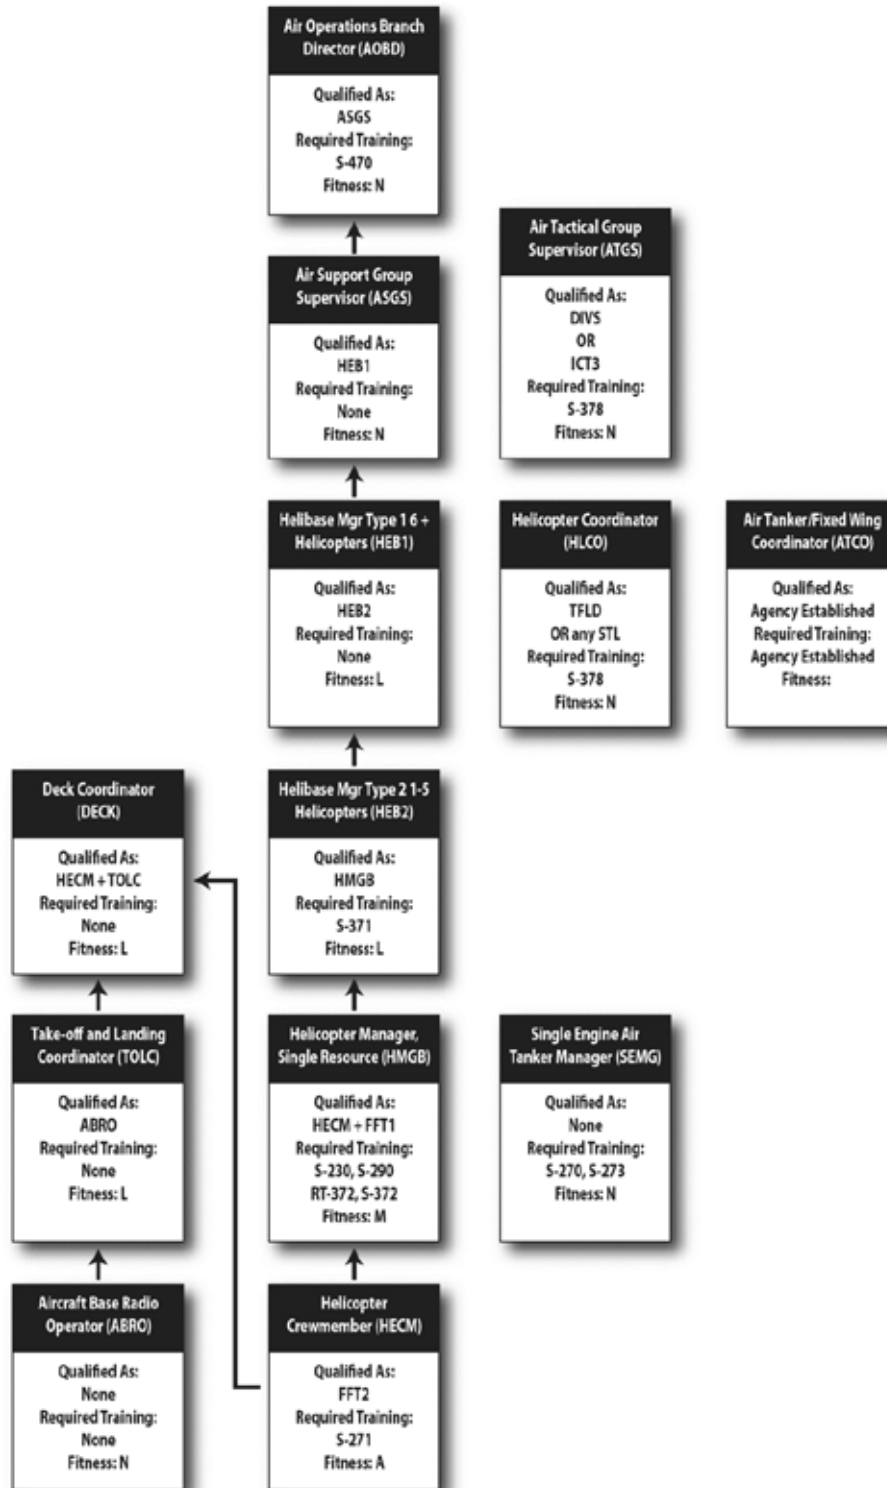 Air Operations Branch
Director (AOBD)
Qualified As:
ASGS
Required Training:
S-470
Fitness: N
Air Tactical Group
Supervisor (ATGS)
Qualified As:
DIVS
OR
ICT3
Required Training:
S-378
Fitness: N
Air Support Group
Supervisor (ASGS)
Qualified As:
HEB1
Required Training:
None
Fitness: N
Helibase Mgr Type 1 6 +
Helicopters (HEB1)
Qualified As:
HEB2
Required Training:
None
Fitness: L
Helicopter Coordinator
(HLCO)
Qualified As:
TFLD
OR any STL
Required Training:
S-378
Fitness: N
Air Tanker/Fixed Wing
Coordinator (ATCO)
Qualified As:
Agency Established
Required Training:
Agency Established
Fitness:
Deck Coordinator
(DECK)
Qualified As:
HECM + TOLC
Required Training:
None
Fitness: L
Helibase Mgr Type 2 1-5
Helicopters (HEB2)
Qualified As:
HMGB
Required Training:
S-371
Fitness: L
Take-off and Landing
Coordinator (TOLC)
Qualified As:
ABRO
Required Training:
None
Fitness: L
Helicopter Manager,
Single Resource (HMGB)
Qualified As:
HECM + FFT1
Required Training:
S-230, S-290
RT-372, S-372
Fitness: M
Single Engine Air
Tanker Manager (SEMG)
Qualified As:
None
Required Training:
S-270, S-273
Fitness: N
Aircraft Base Radio
Operator (ABRO)
Qualified As:
None
Required Training:
None
Fitness: N
Helicopter
Crewmember (HECM)
Qualified As:
FFT2
Required Training:
S-271
Fitness: A